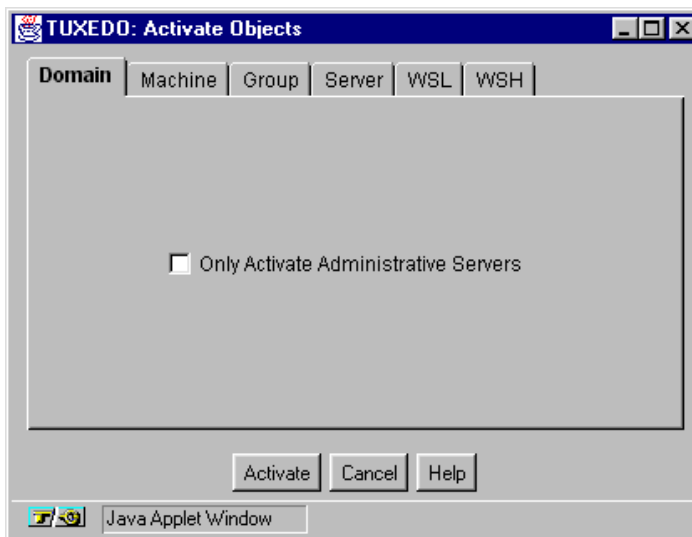 TUXEDO: Activate Objects
Domain Machine Group Server WSL WSH
Only Activate Administrative Servers
Activate Cancel Help
Java Applet Window